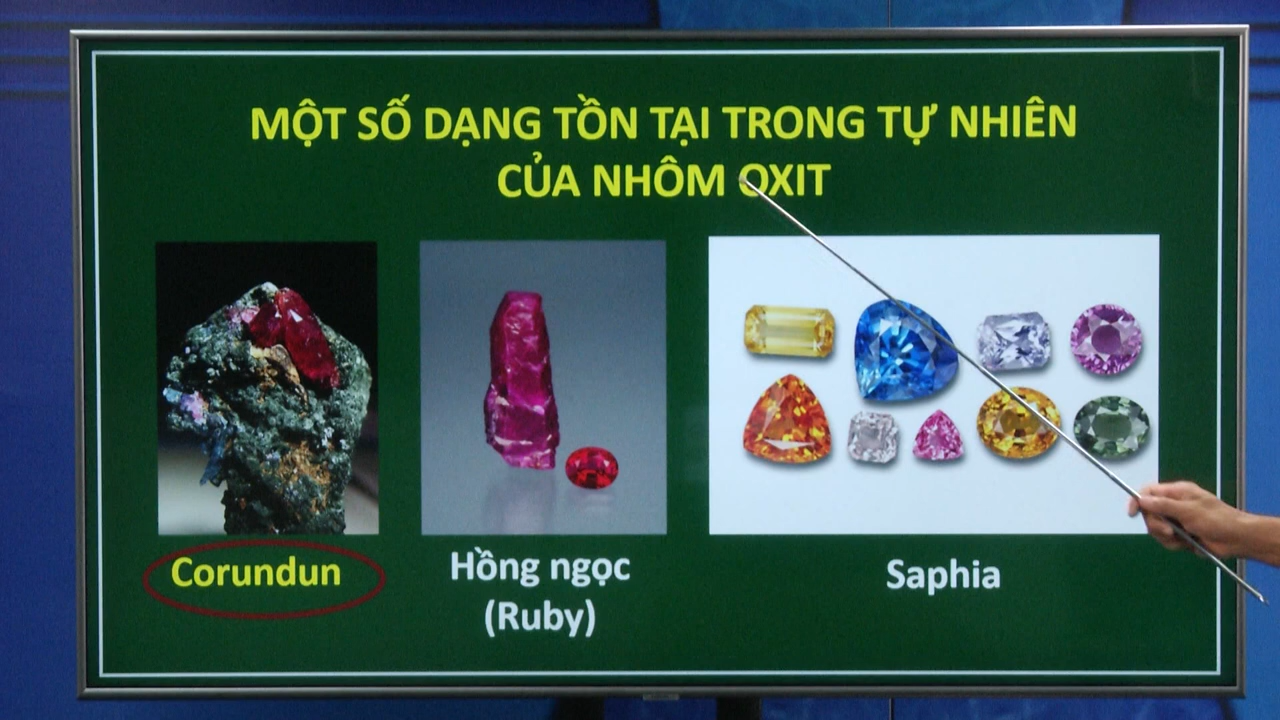 MỘT SỐ DẠNG TỒN TẠI TRONG TỰ NHIÊN
CỦA NHÔM OXIT
Corundun
Hồng ngọc
(Ruby)
Saphia